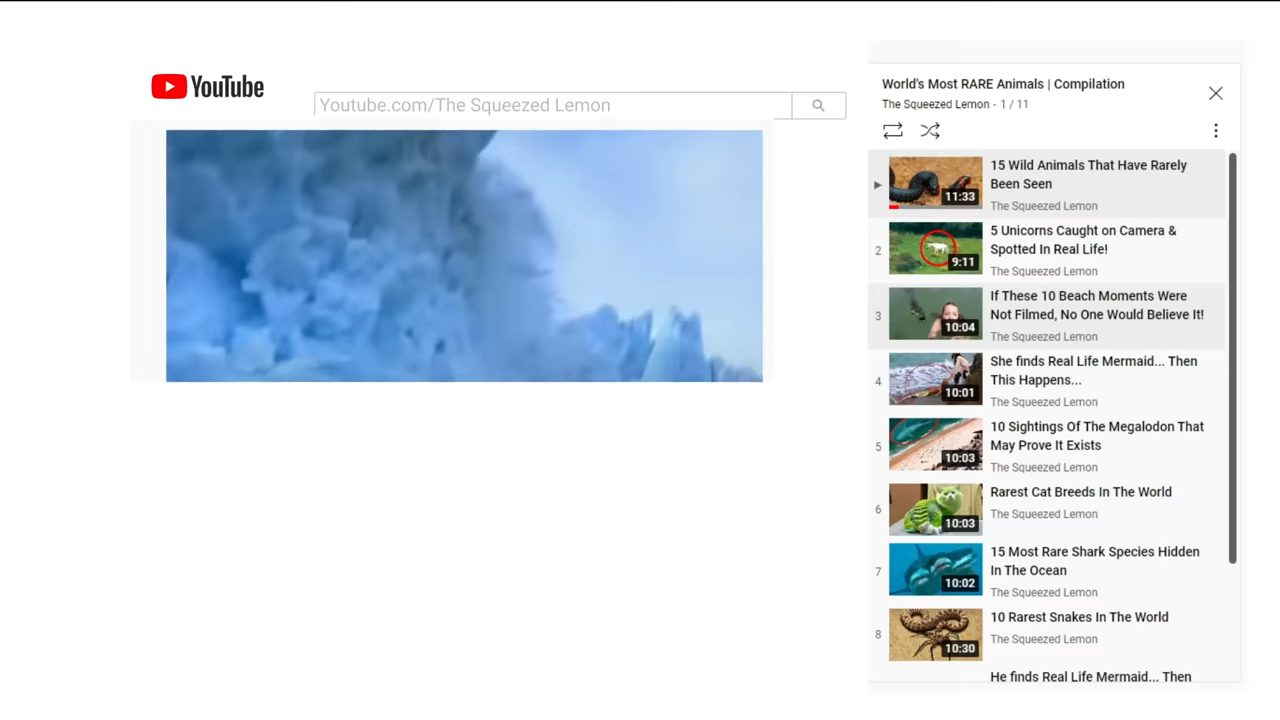 YouTube
Youtube.com/The Squeezed Lemon
World's Most RARE Animals | Compilation
The Squeezed Lemon - 1 / 11
11:33
15 Wild Animals That Have Rarely
Been Seen
The Squeezed Lemon
2
9:11
5 Unicorns Caught on Camera &
Spotted In Real Life!
The Squeezed Lemon
3
10:04
If These 10 Beach Moments Were
Not Filmed, No One Would Believe It!
The Squeezed Lemon
4
10:01
She finds Real Life Mermaid... Then
This Happens...
The Squeezed Lemon
5
10:03
10 Sightings Of The Megalodon That
May Prove It Exists
The Squeezed Lemon
6
10:03
Rarest Cat Breeds In The World
The Squeezed Lemon
7
10:02
15 Most Rare Shark Species Hidden
In The Ocean
The Squeezed Lemon
8
10:30
10 Rarest Snakes In The World
The Squeezed Lemon
He finds Real Life Mermaid... Then